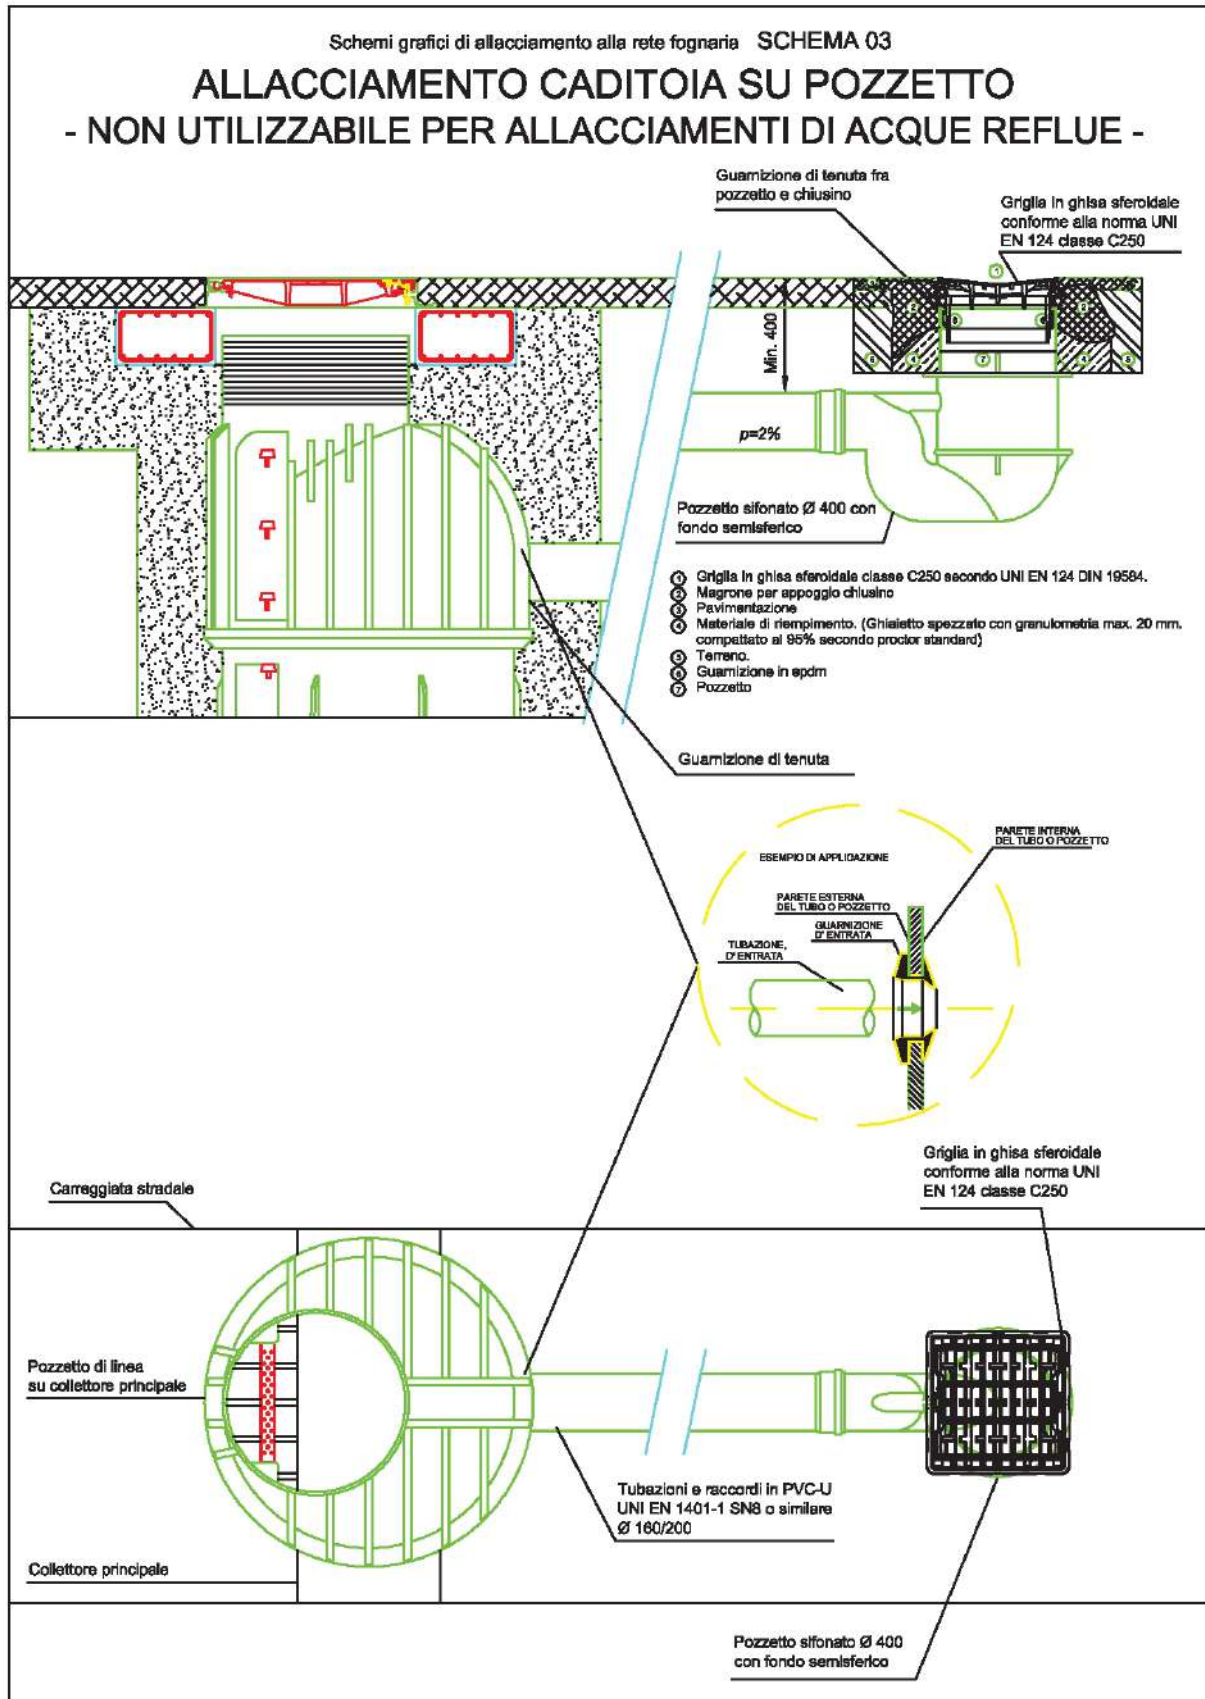 Schemi grafici di allacciamento alla rete fognaria SCHEMA 03
ALLACCIAMENTO CADITOIA SU POZZETTO
- NON UTILIZZABILE PER ALLACCIAMENTI DI ACQUE REFLUE -
Guarnizione di tenuta fra
pozzetto e chiusino
Griglia in ghisa sferoidale
conforme alla norma UNI
EN 124 classe C250
Min. 400
p=2%
Pozzetto sifonato Ø 400 con
fondo semisferico
1 Griglia in ghisa sferoidale classe C250 secondo UNI EN 124 DIN 19584.
2 Magrone per appoggio chiusino
3 Pavimentazione
4 Materiale di riempimento. (Ghiaietto spezzato con granulometria max. 20 mm.
compattato al 95% secondo proctor standard)
5 Terreno.
6 Guarnizione in epdm
7 Pozzetto
Guarnizione di tenuta
ESEMPIO DI APPLICAZIONE
PARETE INTERNA
DEL TUBO O POZZETTO
PARETE ESTERNA
DEL TUBO O POZZETTO
GUARNIZIONE
D' ENTRATA
TUBAZIONE,
D' ENTRATA
Griglia in ghisa sferoidale
conforme alla norma UNI
EN 124 classe C250
Carreggiata stradale
Pozzetto di linea
su collettore principale
Tubazioni e raccordi in PVC-U
UNI EN 1401-1 SN8 o similare
Ø 160/200
Collettore principale
Pozzetto sifonato Ø 400
con fondo semisferico